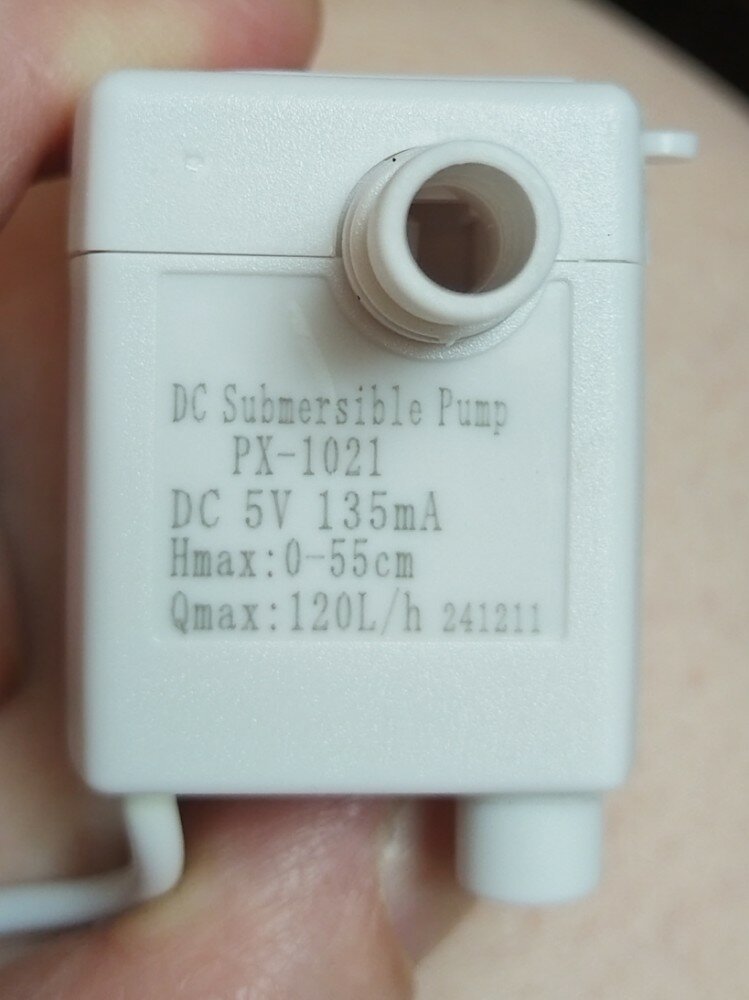 DC Submersible Pump
PX-1021
DC 5V 135mA
Hmax:0-55cm
Qmax:120L/h 241211